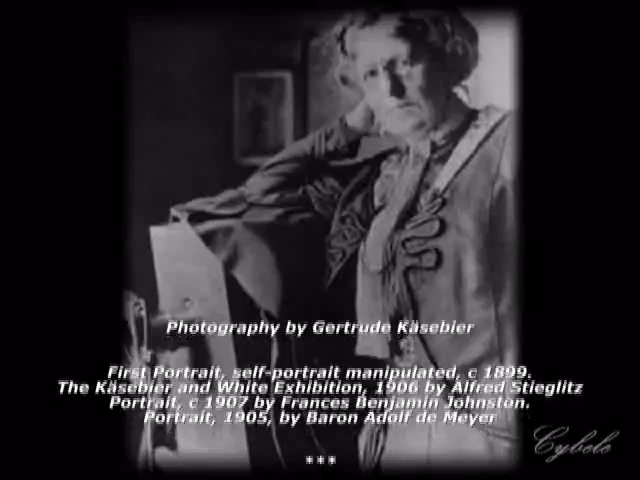 Photography by Gertrude Käsebier
First Portrait, self-portrait manipulated, c 1899.
The Käsebier and White Exhibition, 1906 by Alfred Stieglitz
Portrait, c 1907 by Frances Benjamin Johnston.
Portrait, 1905, by Baron Adolf de Meyer
Cybele
***